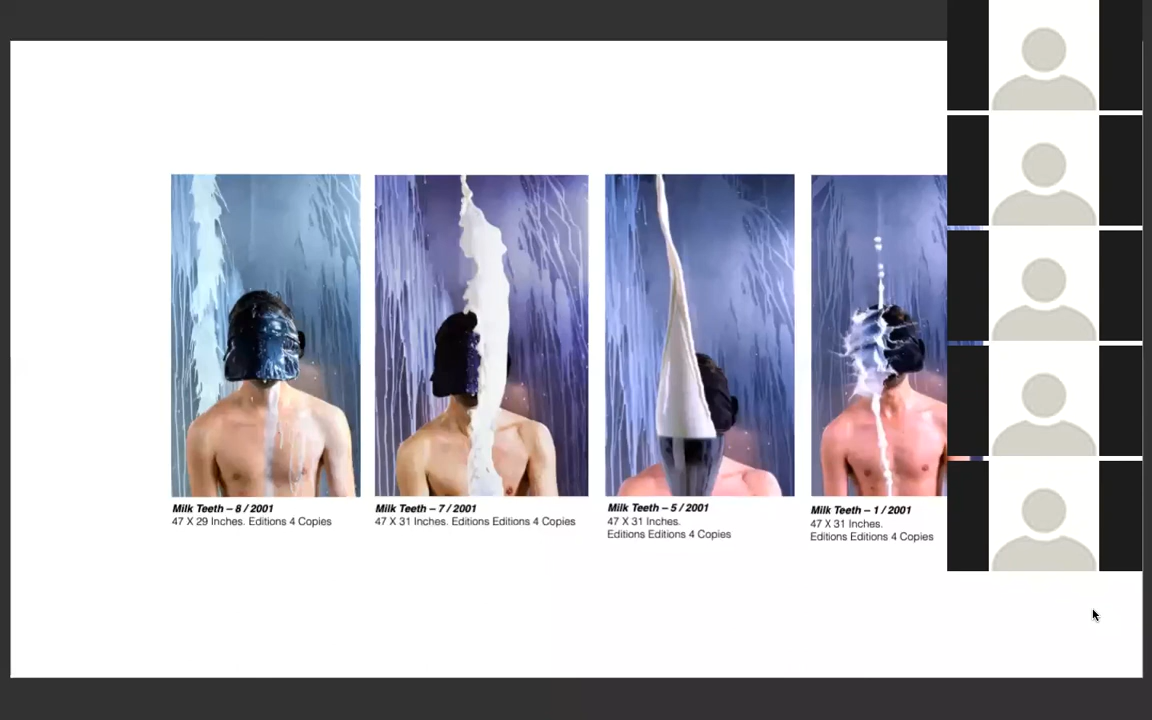 Milk Teeth – 8 / 2001
47 X 29 Inches. Editions 4 Copies
Milk Teeth – 7 / 2001
47 X 31 Inches. Editions Editions 4 Copies
Milk Teeth – 5 / 2001
47 X 31 Inches.
Editions Editions 4 Copies
Milk Teeth – 1 / 2001
47 X 31 Inches.
Editions Editions 4 Copies